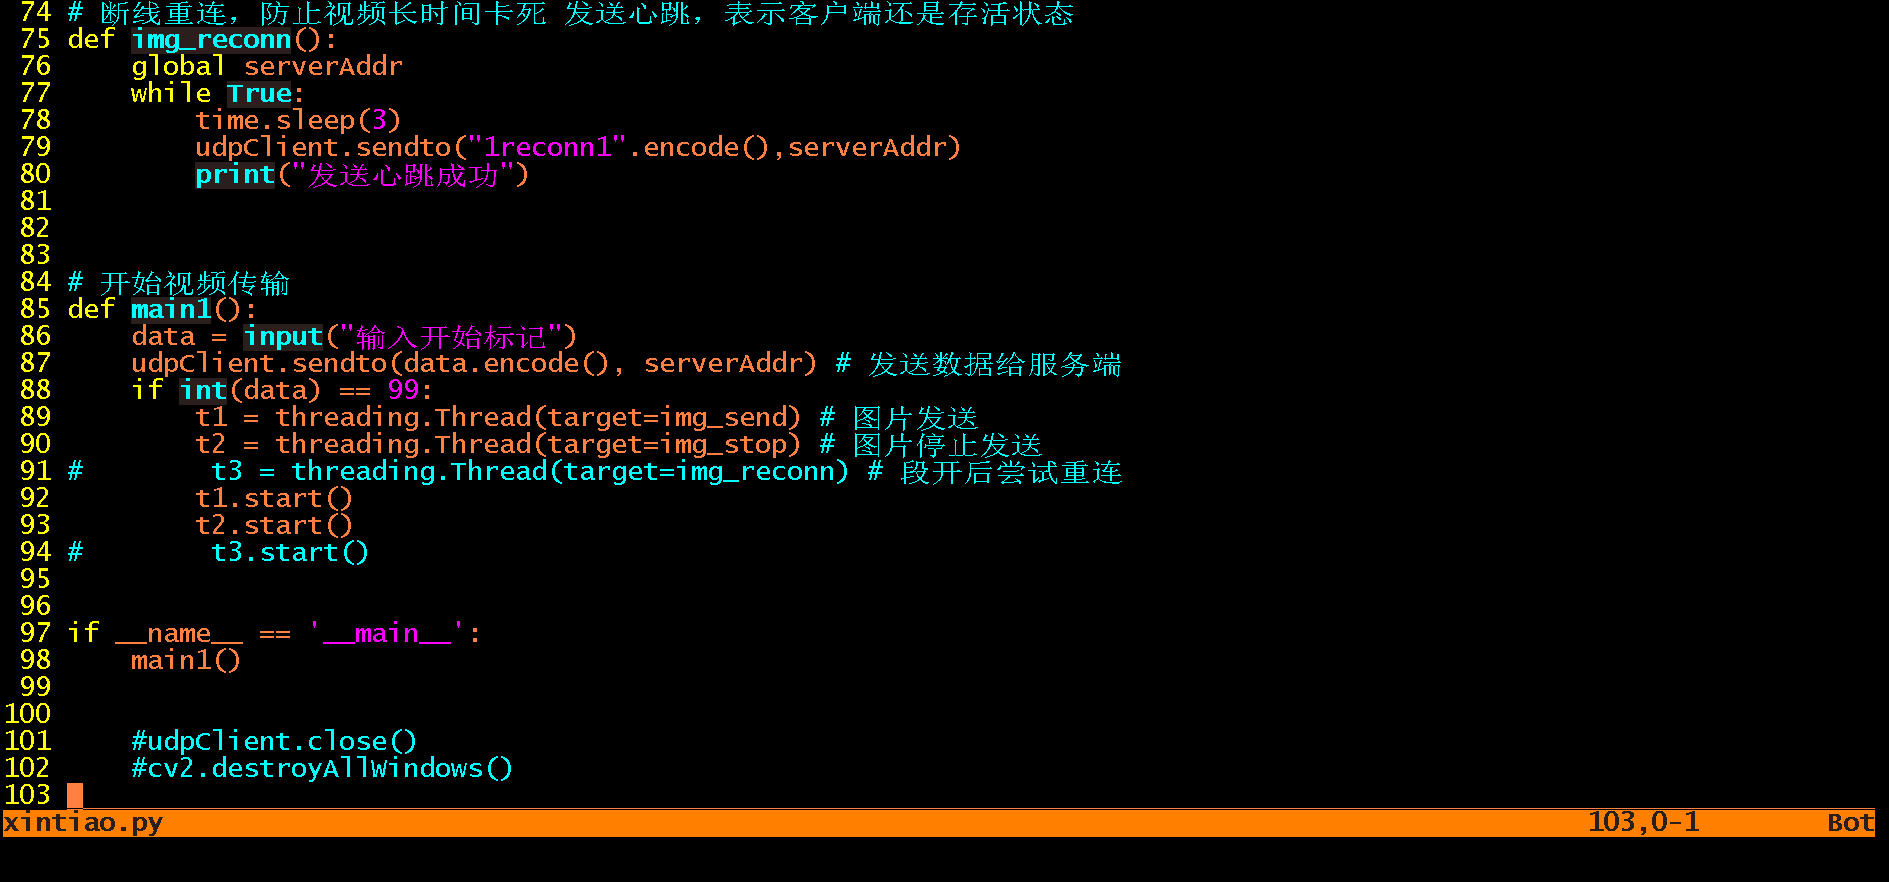 74 # 断线重连，防止视频长时间卡死 发送心跳，表示客户端还是存活状态
75 def img_reconn():
76     global serverAddr
77     while True:
78         time.sleep(3)
79         udpClient.sendto("1reconn1".encode(),serverAddr)
80         print("发送心跳成功")
81
82
83
84 # 开始视频传输
85 def main1():
86     data = input("输入开始标记")
87     udpClient.sendto(data.encode(), serverAddr) # 发送数据给服务端
88     if int(data) == 99:
89         t1 = threading.Thread(target=img_send) # 图片发送
90         t2 = threading.Thread(target=img_stop) # 图片停止发送
91 #        t3 = threading.Thread(target=img_reconn) # 段开后尝试重连
92         t1.start()
93         t2.start()
94 #        t3.start()
95
96
97 if __name__ == '__main__':
98     main1()
99
100
101     #udpClient.close()
102     #cv2.destroyAllWindows()
103
xintiao.py 103,0-1 Bot